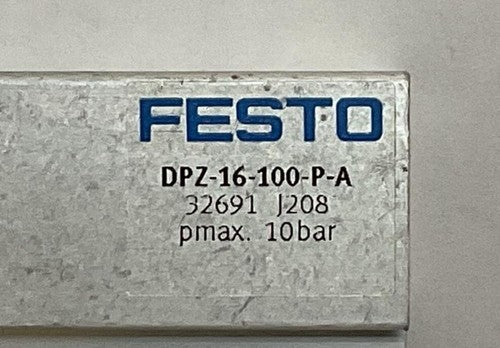 FESTO
DPZ-16-100-P-A
32691 J208
pmax. 10bar